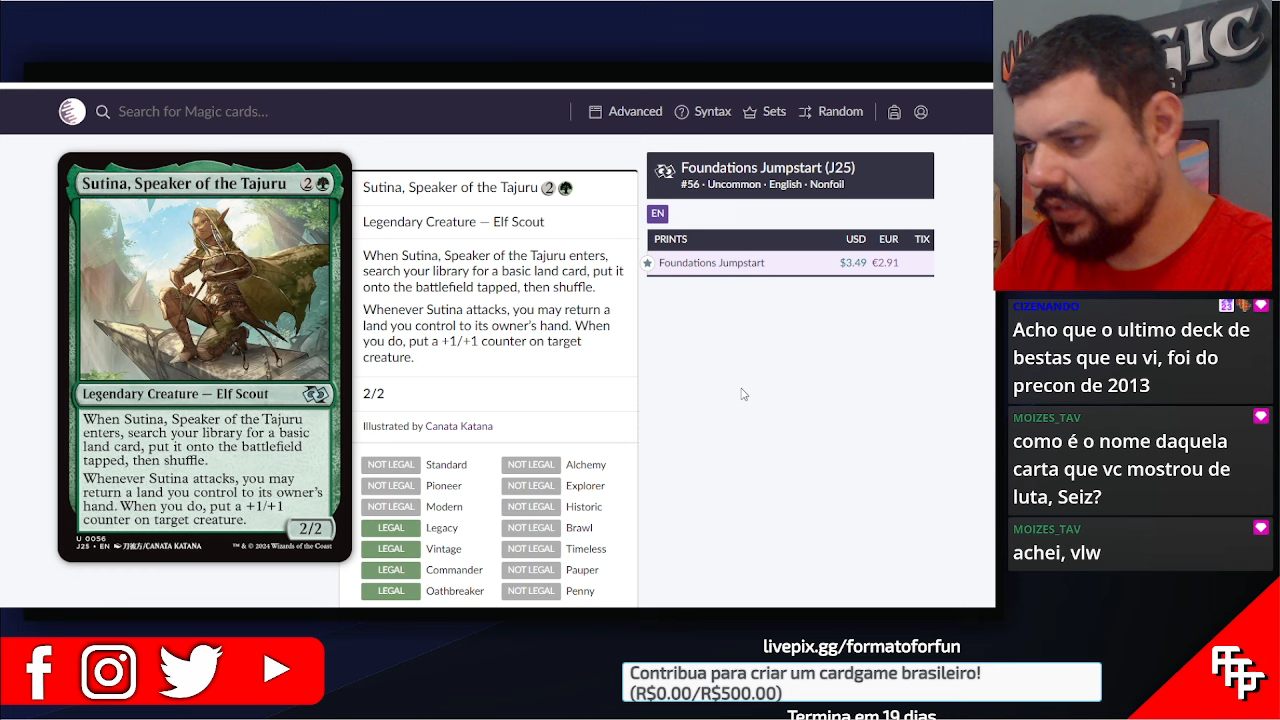 Search for Magic cards...
Advanced
Syntax
Sets
Random
Sutina, Speaker of the Tajuru 2
Legendary Creature — Elf Scout
When Sutina, Speaker of the Tajuru
enters, search your library for a basic
land card, put it onto the battlefield
tapped, then shuffle.
Whenever Sutina attacks, you may
return a land you control to its owner's
hand. When you do, put a +1/+1
counter on target creature.
2/2
U 0056
J25 • EN 刀彼方/CANATA KATANA
™ & © 2024 Wizards of the Coast
Sutina, Speaker of the Tajuru 2
Legendary Creature — Elf Scout
When Sutina, Speaker of the Tajuru enters,
search your library for a basic land card, put it
onto the battlefield tapped, then shuffle.
Whenever Sutina attacks, you may return a
land you control to its owner's hand. When
you do, put a +1/+1 counter on target
creature.
2/2
Illustrated by Canata Katana
NOT LEGAL Standard NOT LEGAL Alchemy
NOT LEGAL Pioneer NOT LEGAL Explorer
NOT LEGAL Modern NOT LEGAL Historic
LEGAL Legacy NOT LEGAL Brawl
LEGAL Vintage NOT LEGAL Timeless
LEGAL Commander NOT LEGAL Pauper
LEGAL Oathbreaker NOT LEGAL Penny
Foundations Jumpstart (J25)
#56 · Uncommon · English · Nonfoil
EN
PRINTS USD EUR TIX
Foundations Jumpstart $3.49 €2.91
CIZENANDO
Acho que o ultimo deck de
bestas que eu vi, foi do
precon de 2013
MOIZES_TAV
como é o nome daquela
carta que vc mostrou de
luta, Seiz?
MOIZES_TAV
achei, vlw
livepix.gg/formatoforfun
Contribua para criar um cardgame brasileiro!
(R$0.00/R$500.00)
Termina em 19 dias